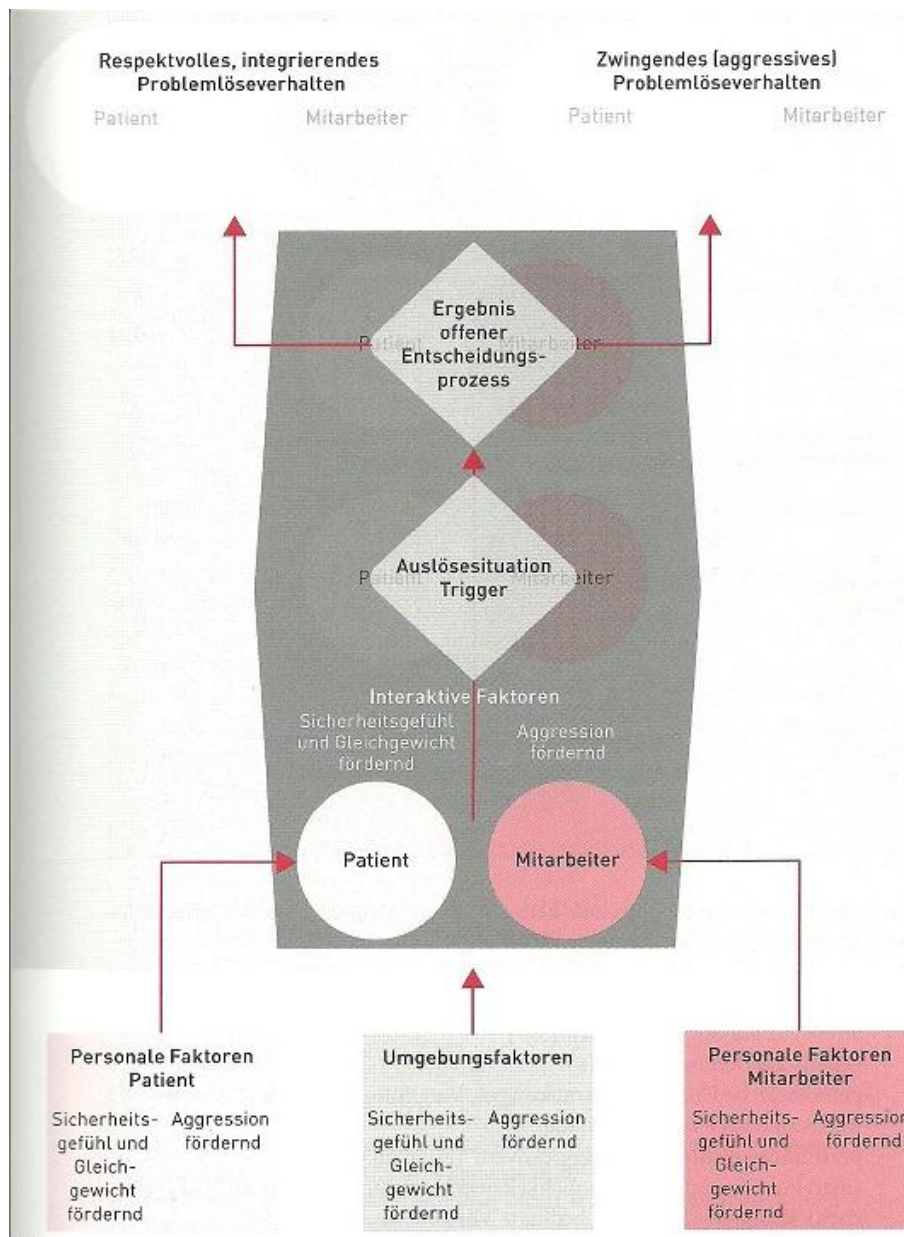 Respektvolles, integrierendes
Problemlöseverhalten
Patient
Mitarbeiter
Zwingendes (aggressives)
Problemlöseverhalten
Patient
Mitarbeiter
Ergebnis
offener
Entscheidungs-
prozess
Patient
Mitarbeiter
Auslösesituation
Trigger
Patient
Mitarbeiter
Interaktive Faktoren
Sicherheitsgefühl
und Gleichgewicht
fördernd
Aggression
fördernd
Patient
Mitarbeiter
Personale Faktoren
Patient
Sicherheits-
gefühl und
Gleich-
gewicht
fördernd
Aggression
fördernd
Umgebungsfaktoren
Sicherheits-
gefühl und
Gleich-
gewicht
fördernd
Aggression
fördernd
Personale Faktoren
Mitarbeiter
Sicherheits-
gefühl und
Gleich-
gewicht
fördernd
Aggression
fördernd